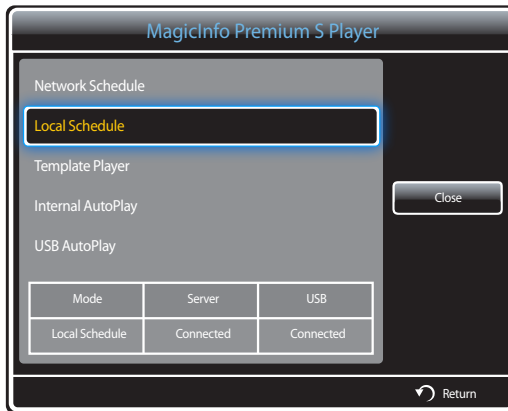 MagicInfo Premium S Player
Network Schedule
Local Schedule
Template Player
Internal AutoPlay
USB AutoPlay
Close
Mode Server USB
Local Schedule Connected Connected
Return